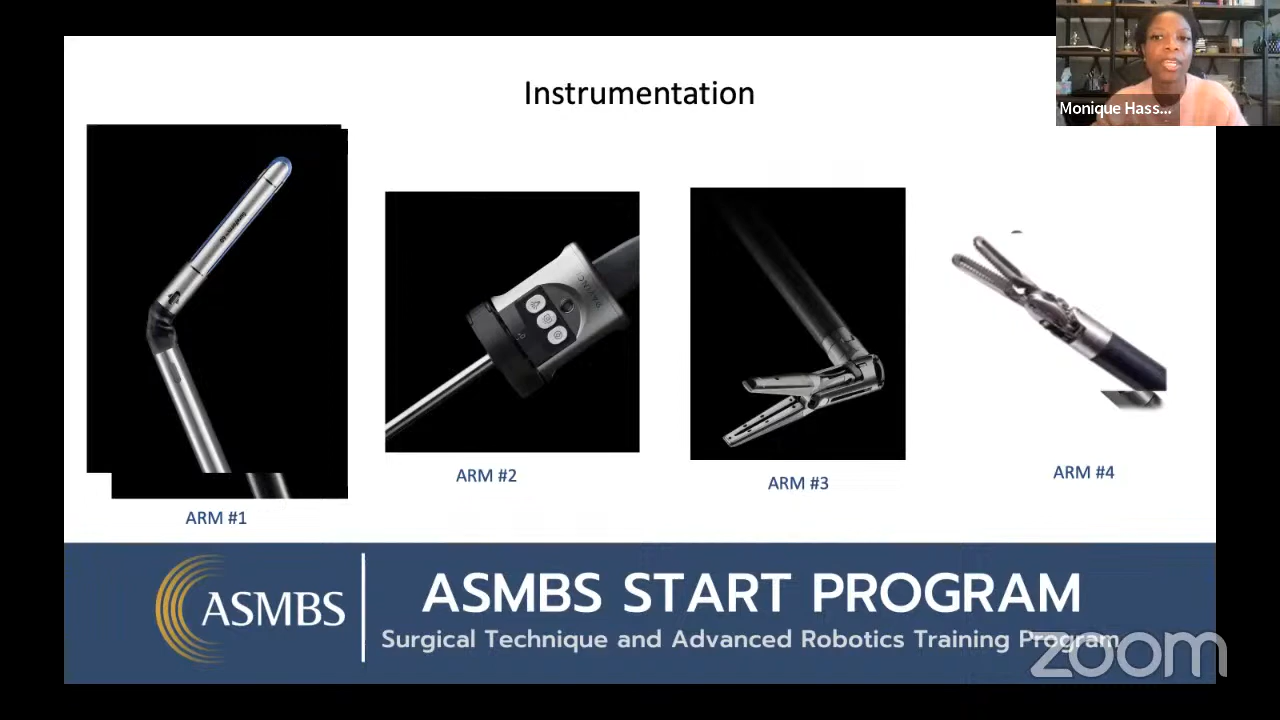 Instrumentation
Monique Hass...
ARM #1
ARM #2
ARM #3
ARM #4
ASMBS
ASMBS START PROGRAM
Surgical Technique and Advanced Robotics Training Program
zoom